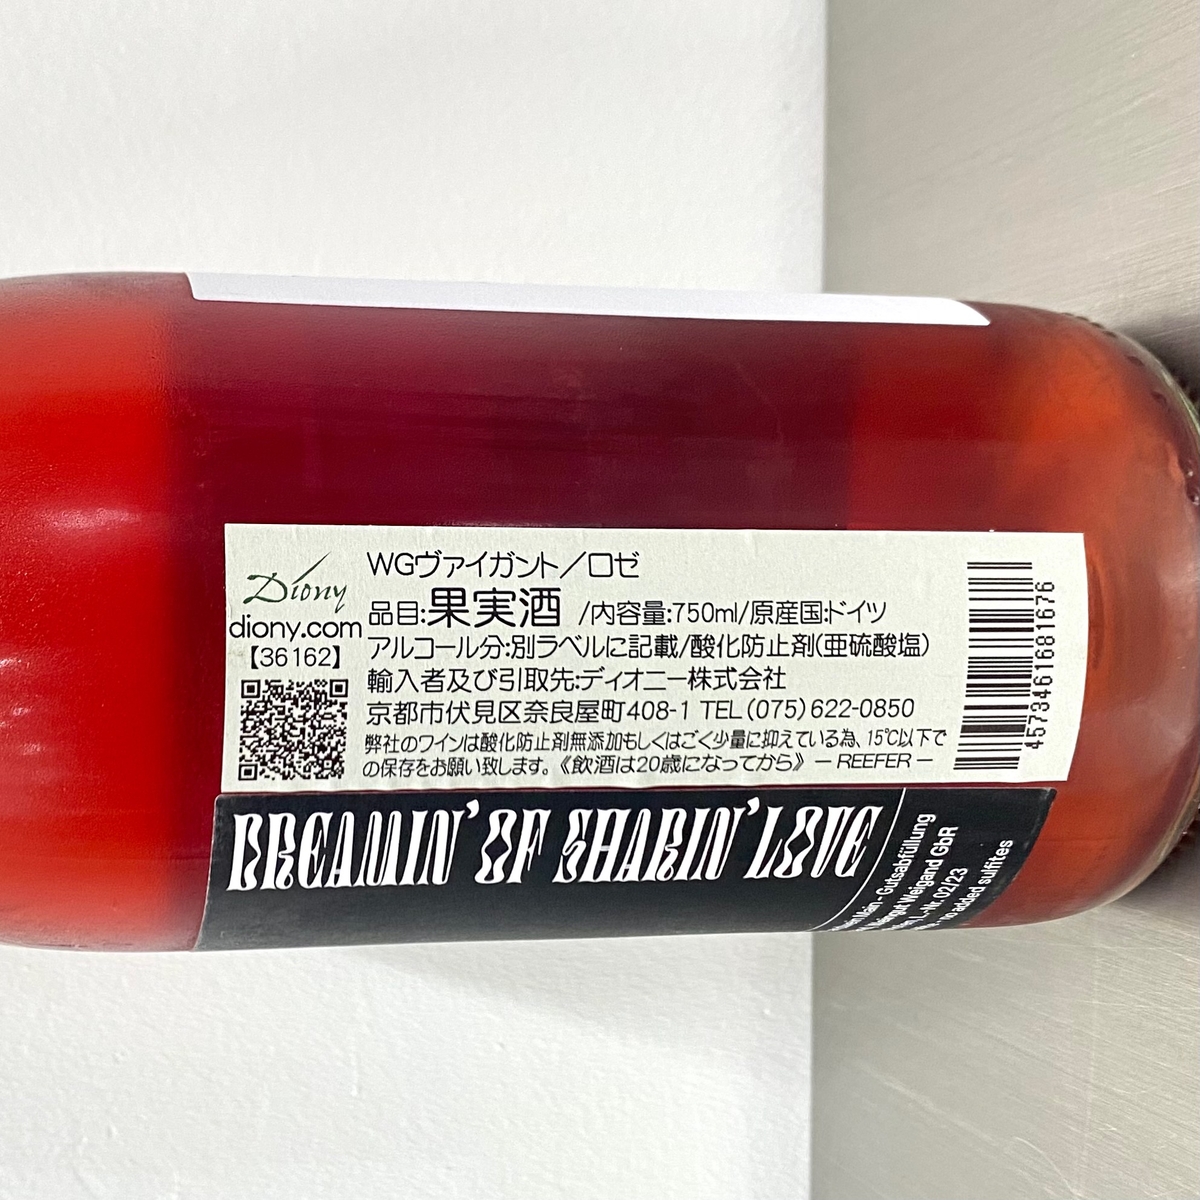 Diony
diony.com
【36162】
WGヴァイガント／ロゼ
品目:果実酒 /内容量:750ml/原産国:ドイツ
アルコール分:別ラベルに記載/酸化防止剤(亜硫酸塩)
輸入者及び引取先:ディオニー株式会社
京都市伏見区奈良屋町408-1 TEL(075)622-0850
弊社のワインは酸化防止剤無添加もしくはごく少量に抑えている為、15℃以下で
の保存をお願い致します。《飲酒は20歳になってから》 ― REEFER ―
4573461681676
DREAMIN' OF SHARIN' LOVE
Main - Gutsabfüllung
Weingut Weigand GbR
L-Nr. 02/23
no added sulfites